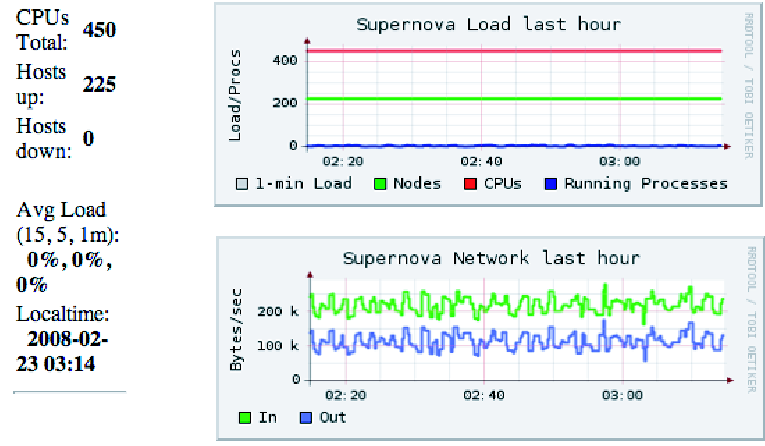 CPUs
Total: 450
Hosts
up: 225
Hosts
down: 0
Avg Load
(15, 5, 1m):
0%, 0%,
0%
Localtime:
2008-02-
23 03:14
Supernova Load last hour
Load/Procs
400
200
0
02:20 02:40 03:00
1-min Load Nodes CPUs Running Processes
RRDTOOL / TOBI OETIKER
Supernova Network last hour
Bytes/sec
200 k
100 k
0
02:20 02:40 03:00
In Out
RRDTOOL / TOBI OETIKER